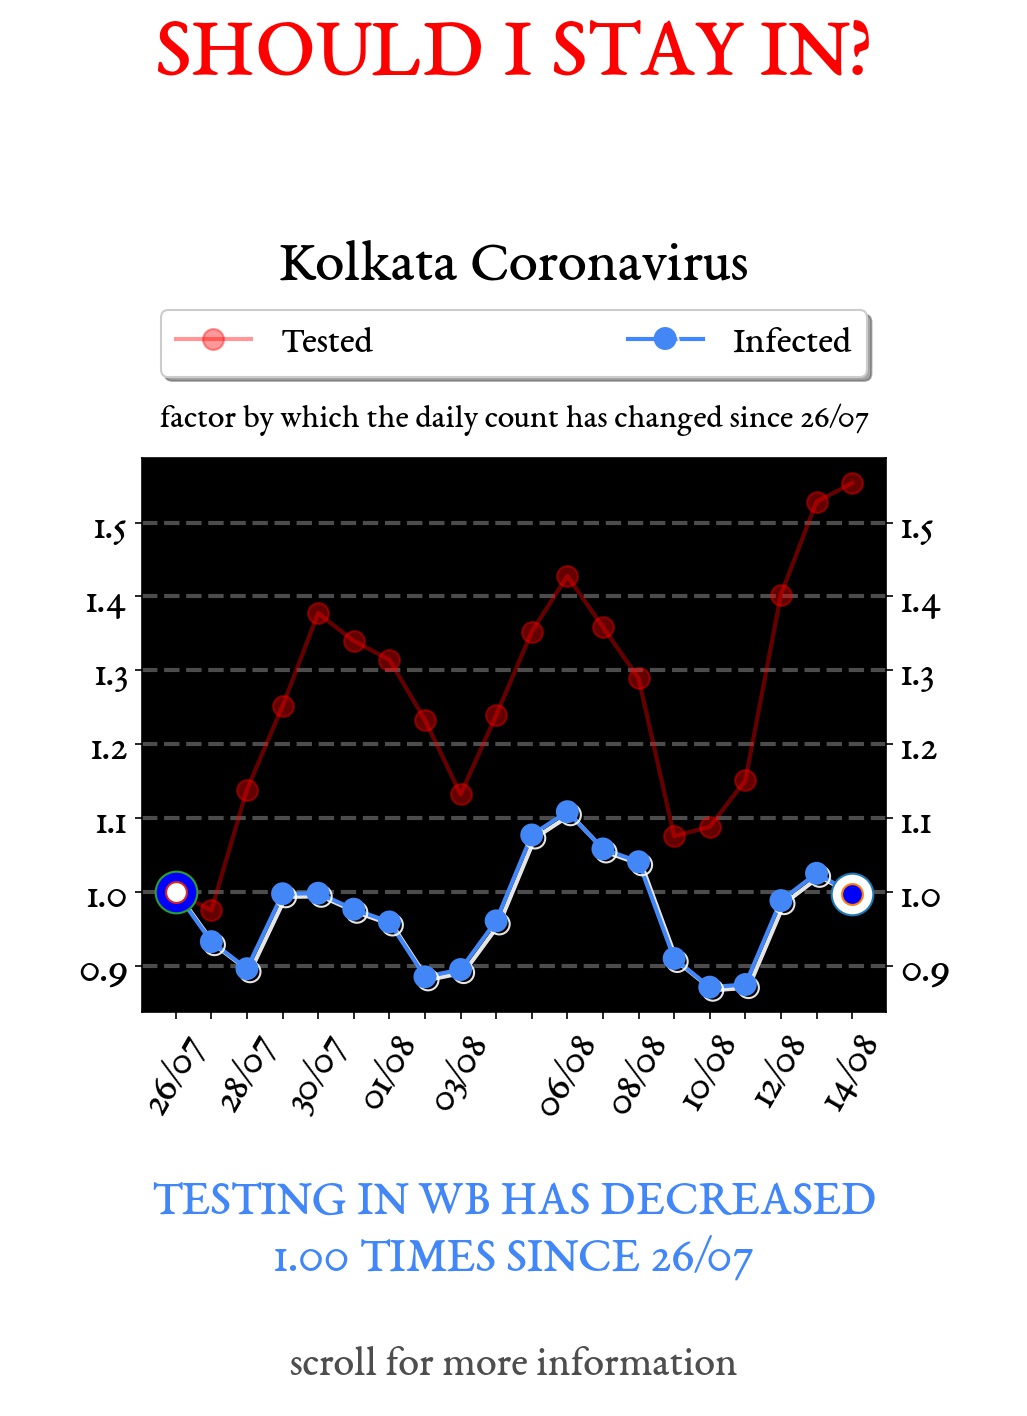 SHOULD I STAY IN?
Kolkata Coronavirus
Tested Infected
factor by which the daily count has changed since 26/07
1.5 1.5
1.4 1.4
1.3 1.3
1.2 1.2
1.1 1.1
1.0 1.0
0.9 0.9
26/07 28/07 30/07 01/08 03/08 06/08 08/08 10/08 12/08 14/08
TESTING IN WB HAS DECREASED
1.00 TIMES SINCE 26/07
scroll for more information